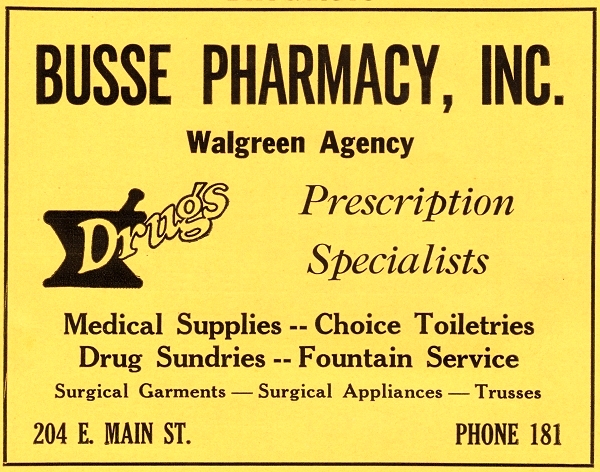 BUSSE PHARMACY, INC.
Walgreen Agency
Drugs
Prescription
Specialists
Medical Supplies -- Choice Toiletries
Drug Sundries -- Fountain Service
Surgical Garments — Surgical Appliances — Trusses
204 E. MAIN ST.
PHONE 181